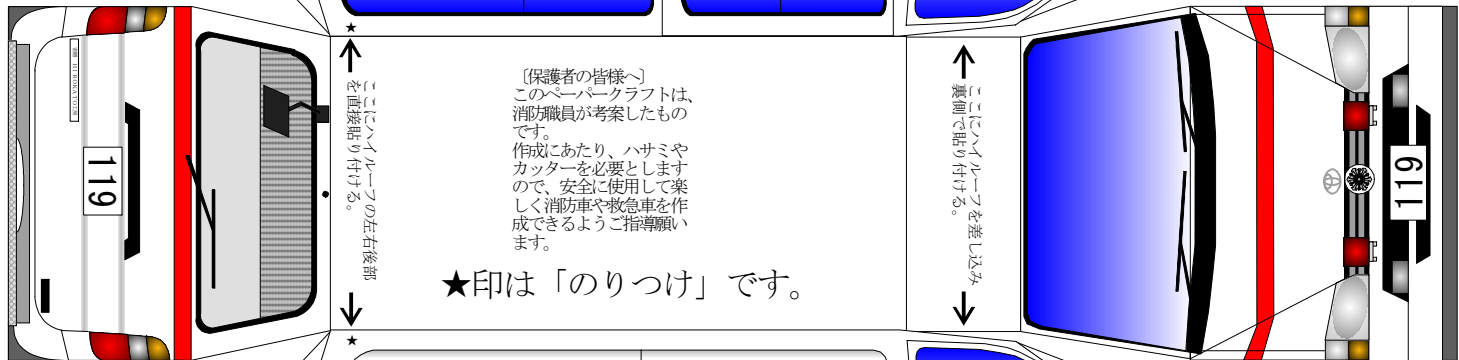 〔保護者の皆様へ〕
このペーパークラフトは、
消防職員が考案したもの
です。
作成にあたり、ハサミや
カッターを必要とします
ので、安全に使用して楽
しく消防車や救急車を作
成できるようご指導願い
ます。
★印は「のりつけ」です。
ここにハイルーフの左右後部
を直接貼り付ける。
ここにハイルーフを差し込み
裏側で貼り付ける。
119
119
★
★